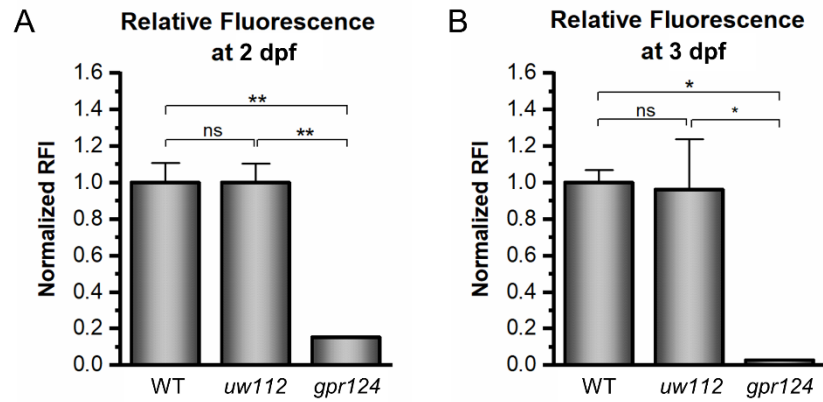 A
Relative Fluorescence
at 2 dpf
Normalized RFI
1.6
1.4
1.2
1.0
0.8
0.6
0.4
0.2
0.0
**
ns
**
WT
uw112
gpr124
B
Relative Fluorescence
at 3 dpf
Normalized RFI
1.6
1.4
1.2
1.0
0.8
0.6
0.4
0.2
0.0
*
ns
*
WT
uw112
gpr124